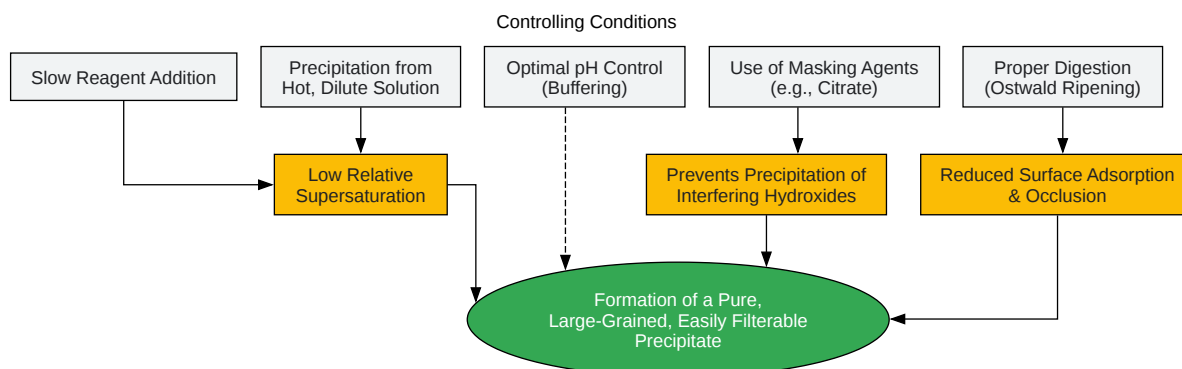 Controlling Conditions
Slow Reagent Addition
Precipitation from
Hot, Dilute Solution
Optimal pH Control
(Buffering)
Use of Masking Agents
(e.g., Citrate)
Proper Digestion
(Ostwald Ripening)
Low Relative
Supersaturation
Prevents Precipitation of
Interfering Hydroxides
Reduced Surface Adsorption
& Occlusion
Formation of a Pure,
Large-Grained, Easily Filterable
Precipitate